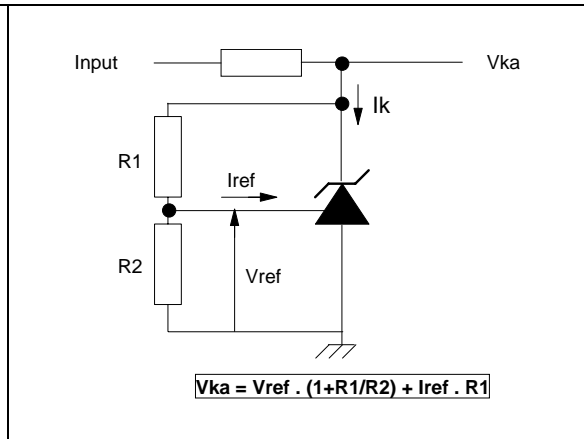 Input Vka
Ik
R1
Iref
R2
Vref
Vka = Vref . (1+R1/R2) + Iref . R1